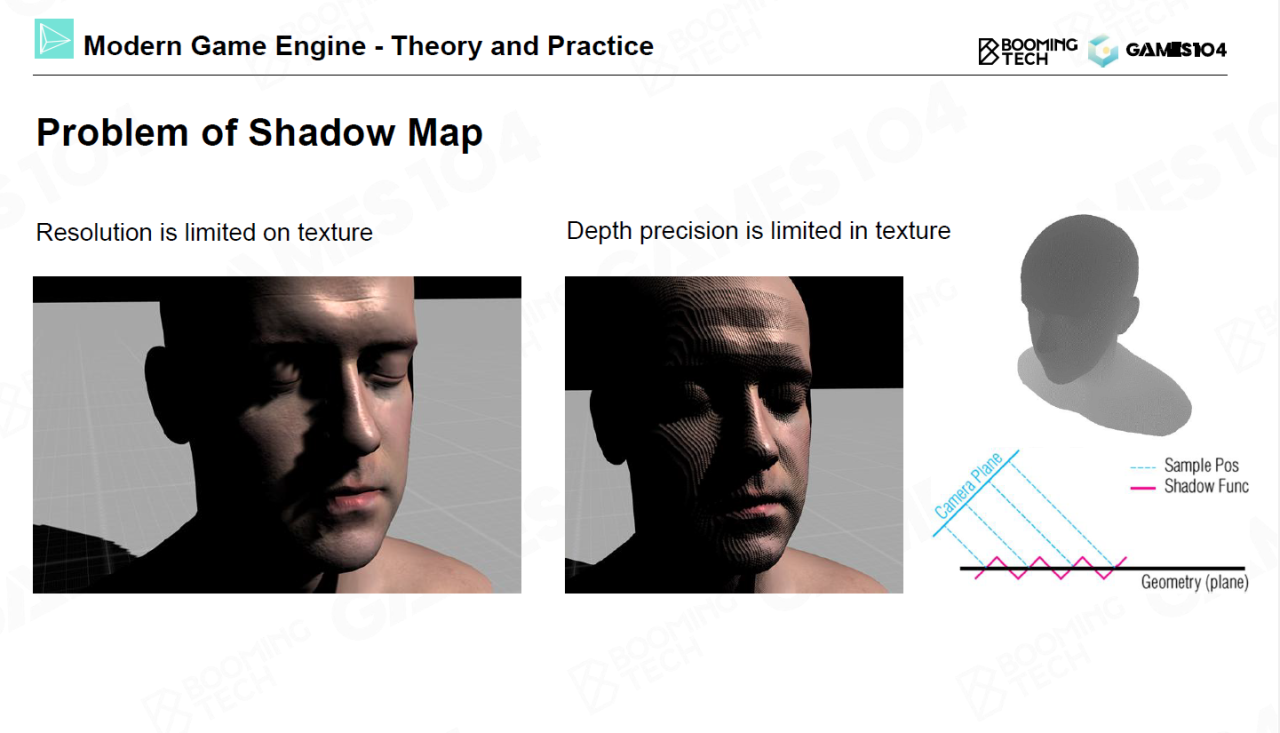 Modern Game Engine - Theory and Practice
BOOMING
TECH
GAMES104
Problem of Shadow Map
Resolution is limited on texture
Depth precision is limited in texture
Camera Plane
Sample Pos
Shadow Func
Geometry (plane)